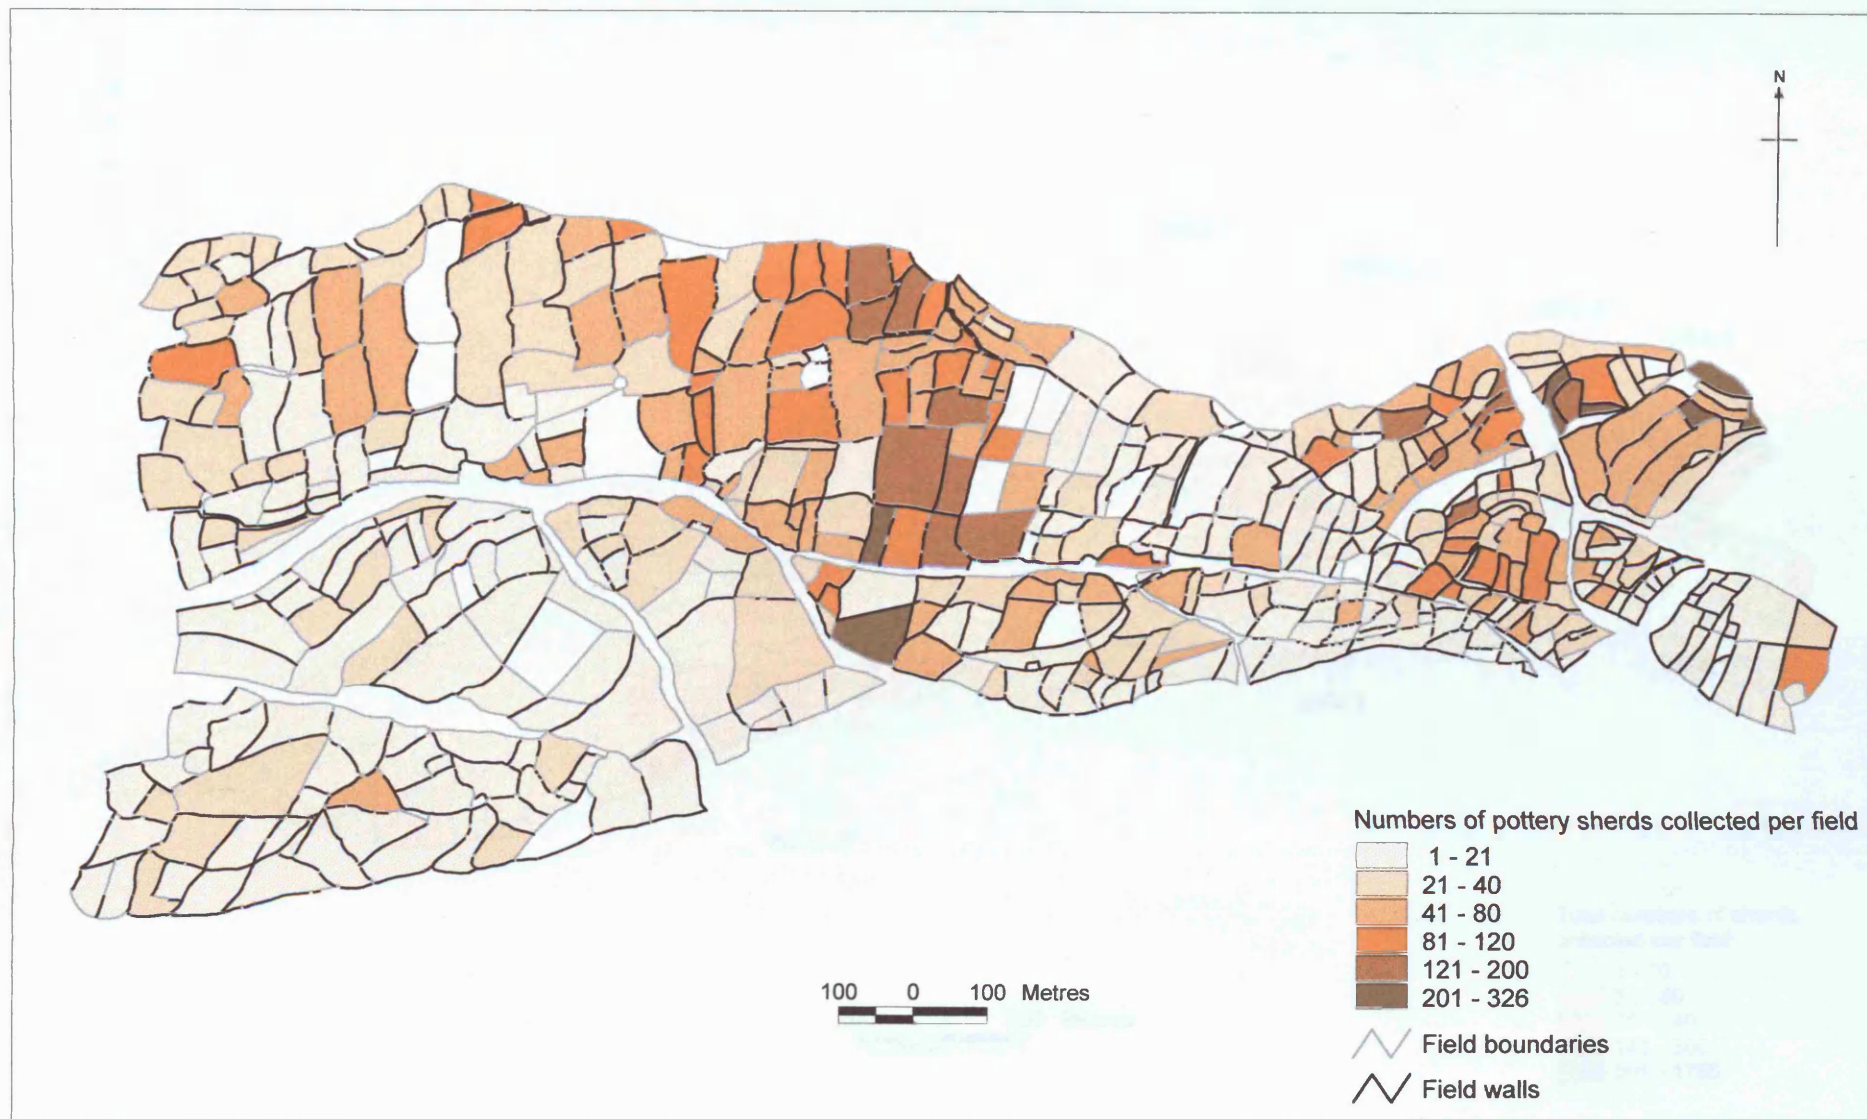 N
Numbers of pottery sherds collected per field
1 - 21
21 - 40
41 - 80
81 - 120
121 - 200
201 - 326
100 0 100 Metres
Field boundaries
Field walls